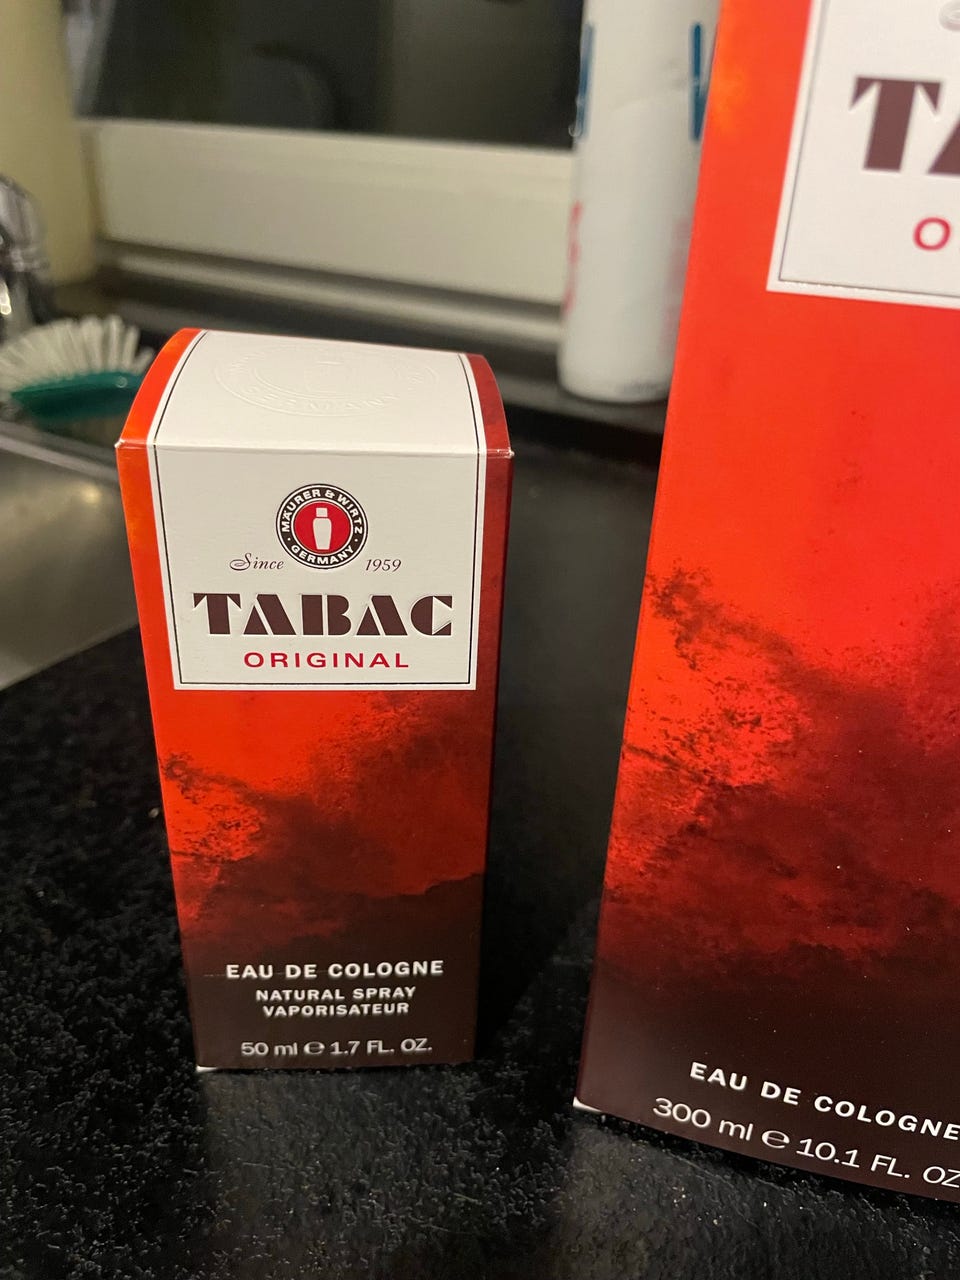 MÄURER & WIRTZ
· GERMANY ·
Since 1959
TABAC
ORIGINAL
EAU DE COLOGNE
NATURAL SPRAY
VAPORISATEUR
50 ml ℮ 1.7 FL. OZ.
GERMANY
TA
O
EAU DE COLOGNE
300 ml ℮ 10.1 FL. OZ